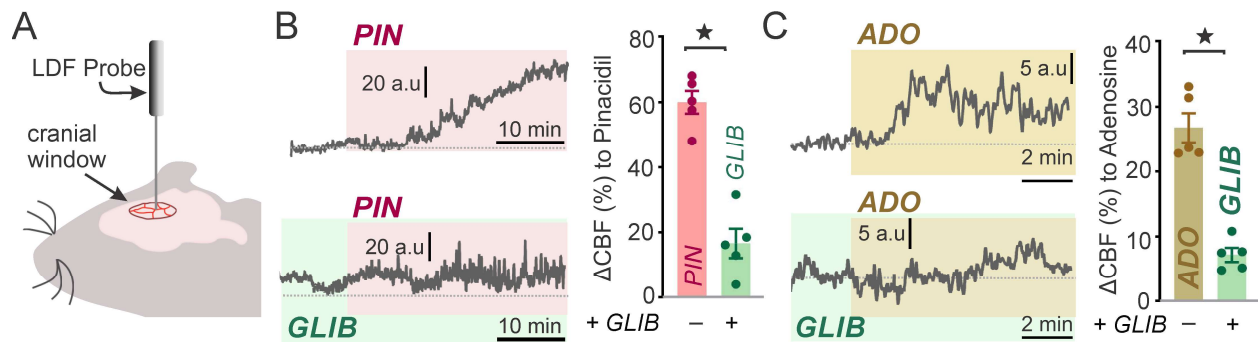 A
LDF Probe
cranial
window
B
PIN
20 a.u
10 min
PIN
20 a.u
GLIB
10 min
ΔCBF (%) to Pinacidil
80
60
40
20
0
★
PIN
GLIB
+ GLIB − +
C
ADO
5 a.u
2 min
ADO
5 a.u
GLIB
2 min
ΔCBF (%) to Adenosine
40
30
20
10
0
★
ADO
GLIB
+ GLIB − +